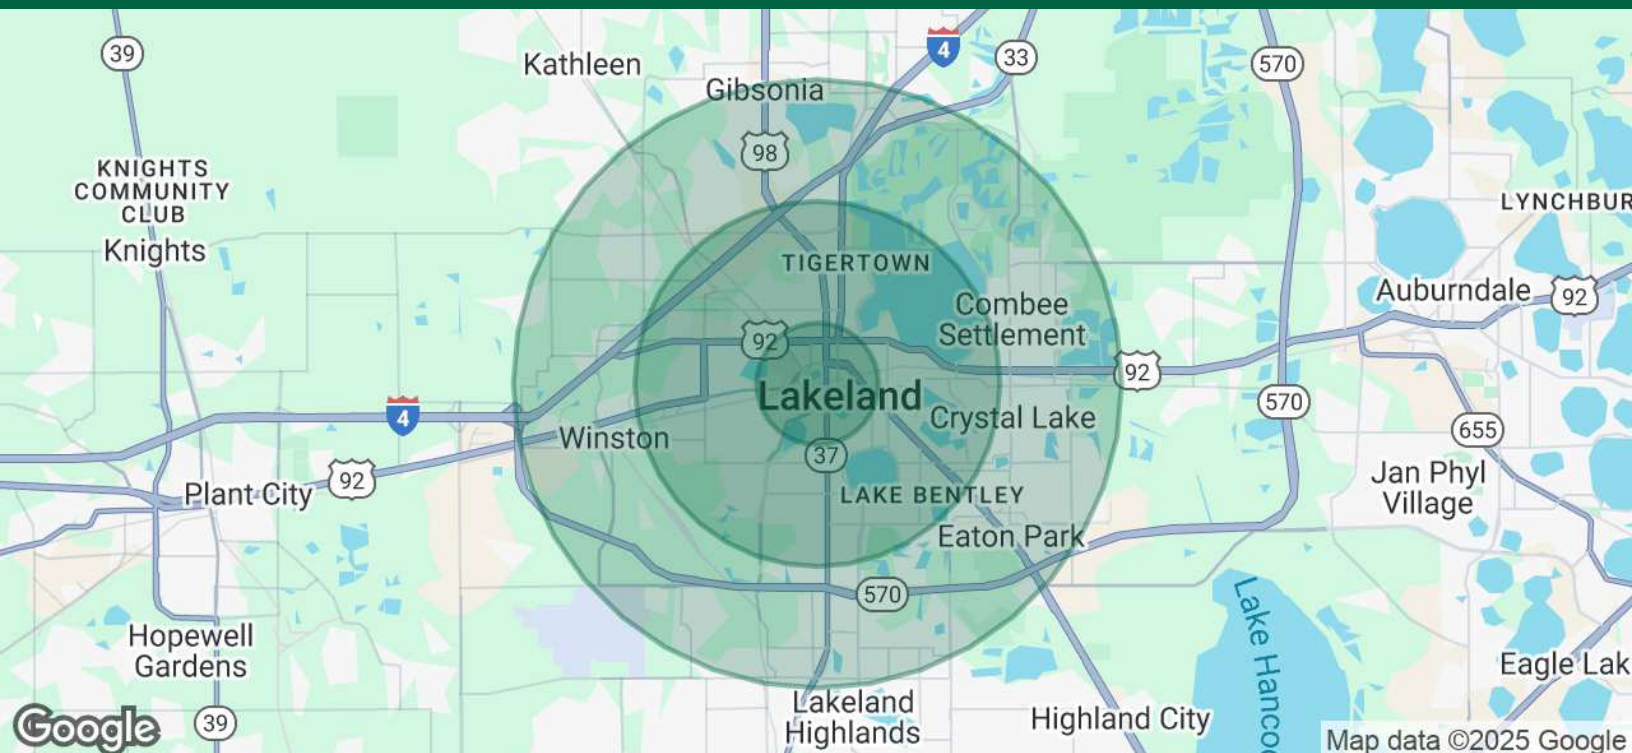 39
Kathleen
4
33
570
Gibsonia
98
KNIGHTS
COMMUNITY
CLUB
Knights
LYNCHBUR
TIGERTOWN
Combee
Settlement
Auburndale
92
92
92
Lakeland
570
4
Crystal Lake
Winston
37
655
92
Plant City
LAKE BENTLEY
Jan Phyl
Village
Eaton Park
570
Lake Hanco
Hopewell
Gardens
Eagle Lak
Lakeland
Highlands
Highland City
39
Google
Map data ©2025 Google